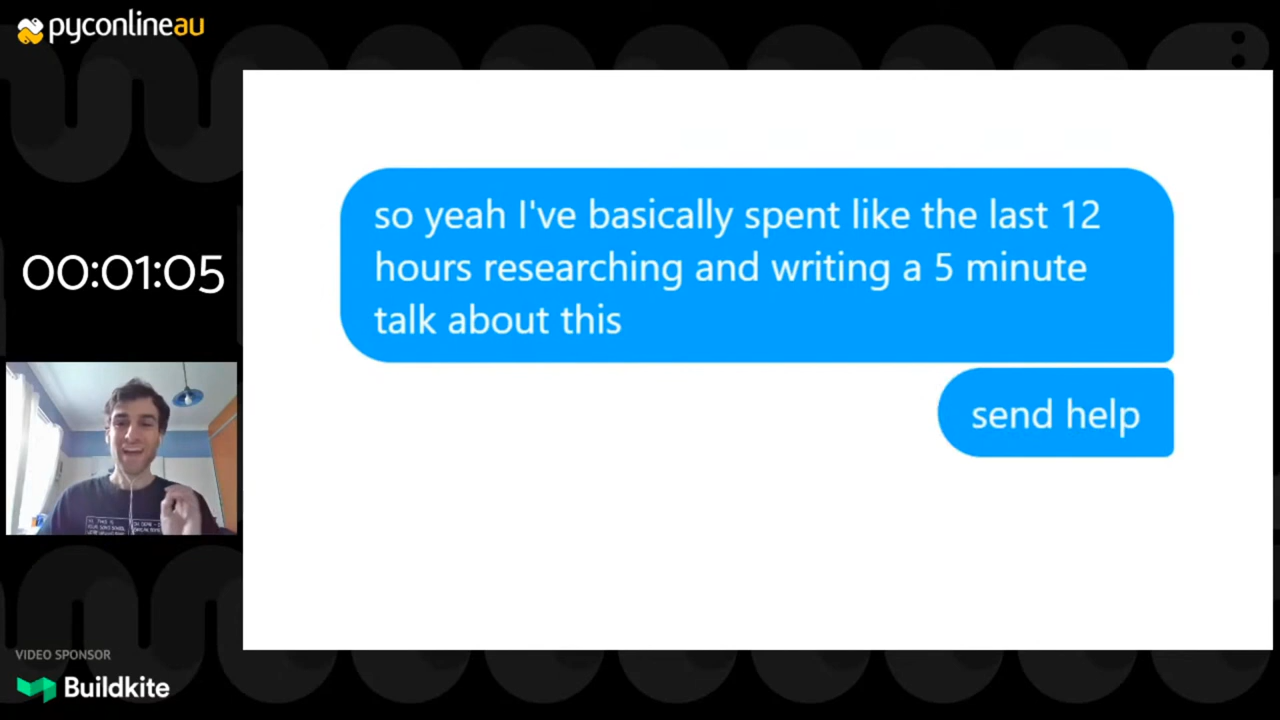 pyconlineau
so yeah I've basically spent like the last 12
hours researching and writing a 5 minute
talk about this
send help
00:01:05
VIDEO SPONSOR
Buildkite